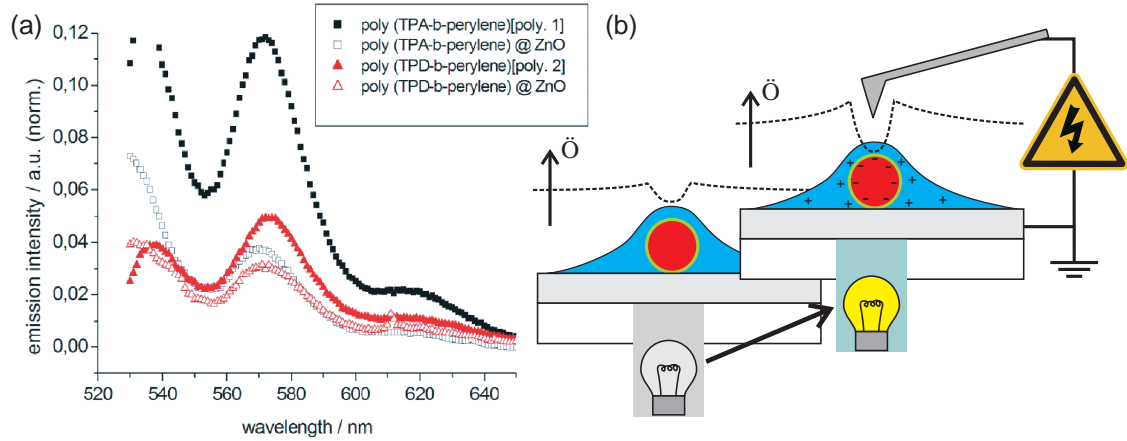 (a)
emission intensity / a.u. (norm.)
0,12
0,10
0,08
0,06
0,04
0,02
0,00
520 540 560 580 600 620 640
wavelength / nm
poly (TPA-b-perylene)[poly. 1]
poly (TPA-b-perylene) @ ZnO
poly (TPD-b-perylene)[poly. 2]
poly (TPD-b-perylene) @ ZnO
(b)
Ö
Ö